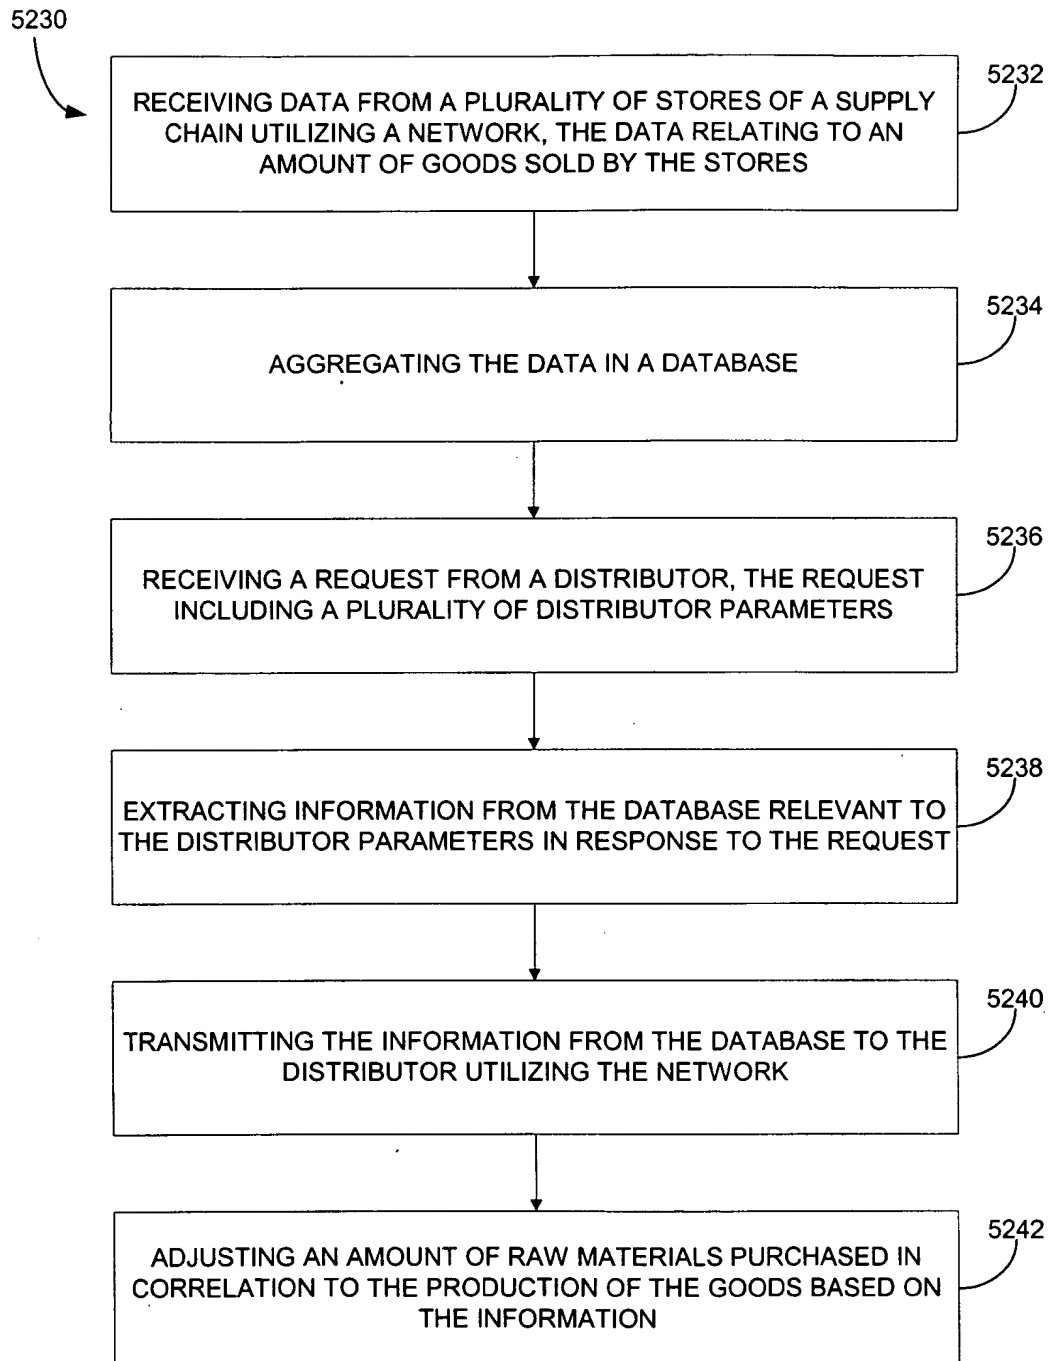 5230
5232
RECEIVING DATA FROM A PLURALITY OF STORES OF A SUPPLY
CHAIN UTILIZING A NETWORK, THE DATA RELATING TO AN
AMOUNT OF GOODS SOLD BY THE STORES
5234
AGGREGATING THE DATA IN A DATABASE
5236
RECEIVING A REQUEST FROM A DISTRIBUTOR, THE REQUEST
INCLUDING A PLURALITY OF DISTRIBUTOR PARAMETERS
5238
EXTRACTING INFORMATION FROM THE DATABASE RELEVANT TO
THE DISTRIBUTOR PARAMETERS IN RESPONSE TO THE REQUEST
5240
TRANSMITTING THE INFORMATION FROM THE DATABASE TO THE
DISTRIBUTOR UTILIZING THE NETWORK
5242
ADJUSTING AN AMOUNT OF RAW MATERIALS PURCHASED IN
CORRELATION TO THE PRODUCTION OF THE GOODS BASED ON
THE INFORMATION